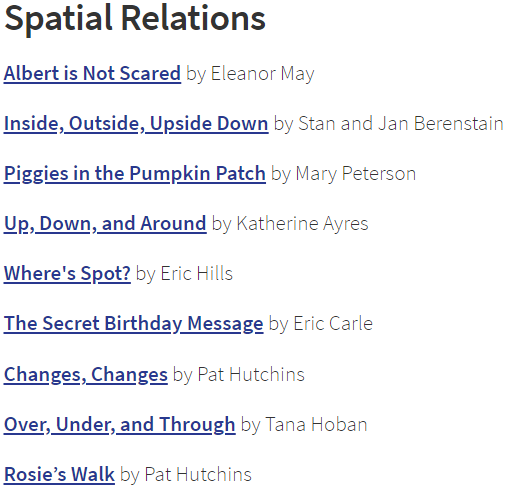 Spatial Relations
Albert is Not Scared by Eleanor May
Inside, Outside, Upside Down by Stan and Jan Berenstain
Piggies in the Pumpkin Patch by Mary Peterson
Up, Down, and Around by Katherine Ayres
Where's Spot? by Eric Hills
The Secret Birthday Message by Eric Carle
Changes, Changes by Pat Hutchins
Over, Under, and Through by Tana Hoban
Rosie’s Walk by Pat Hutchins